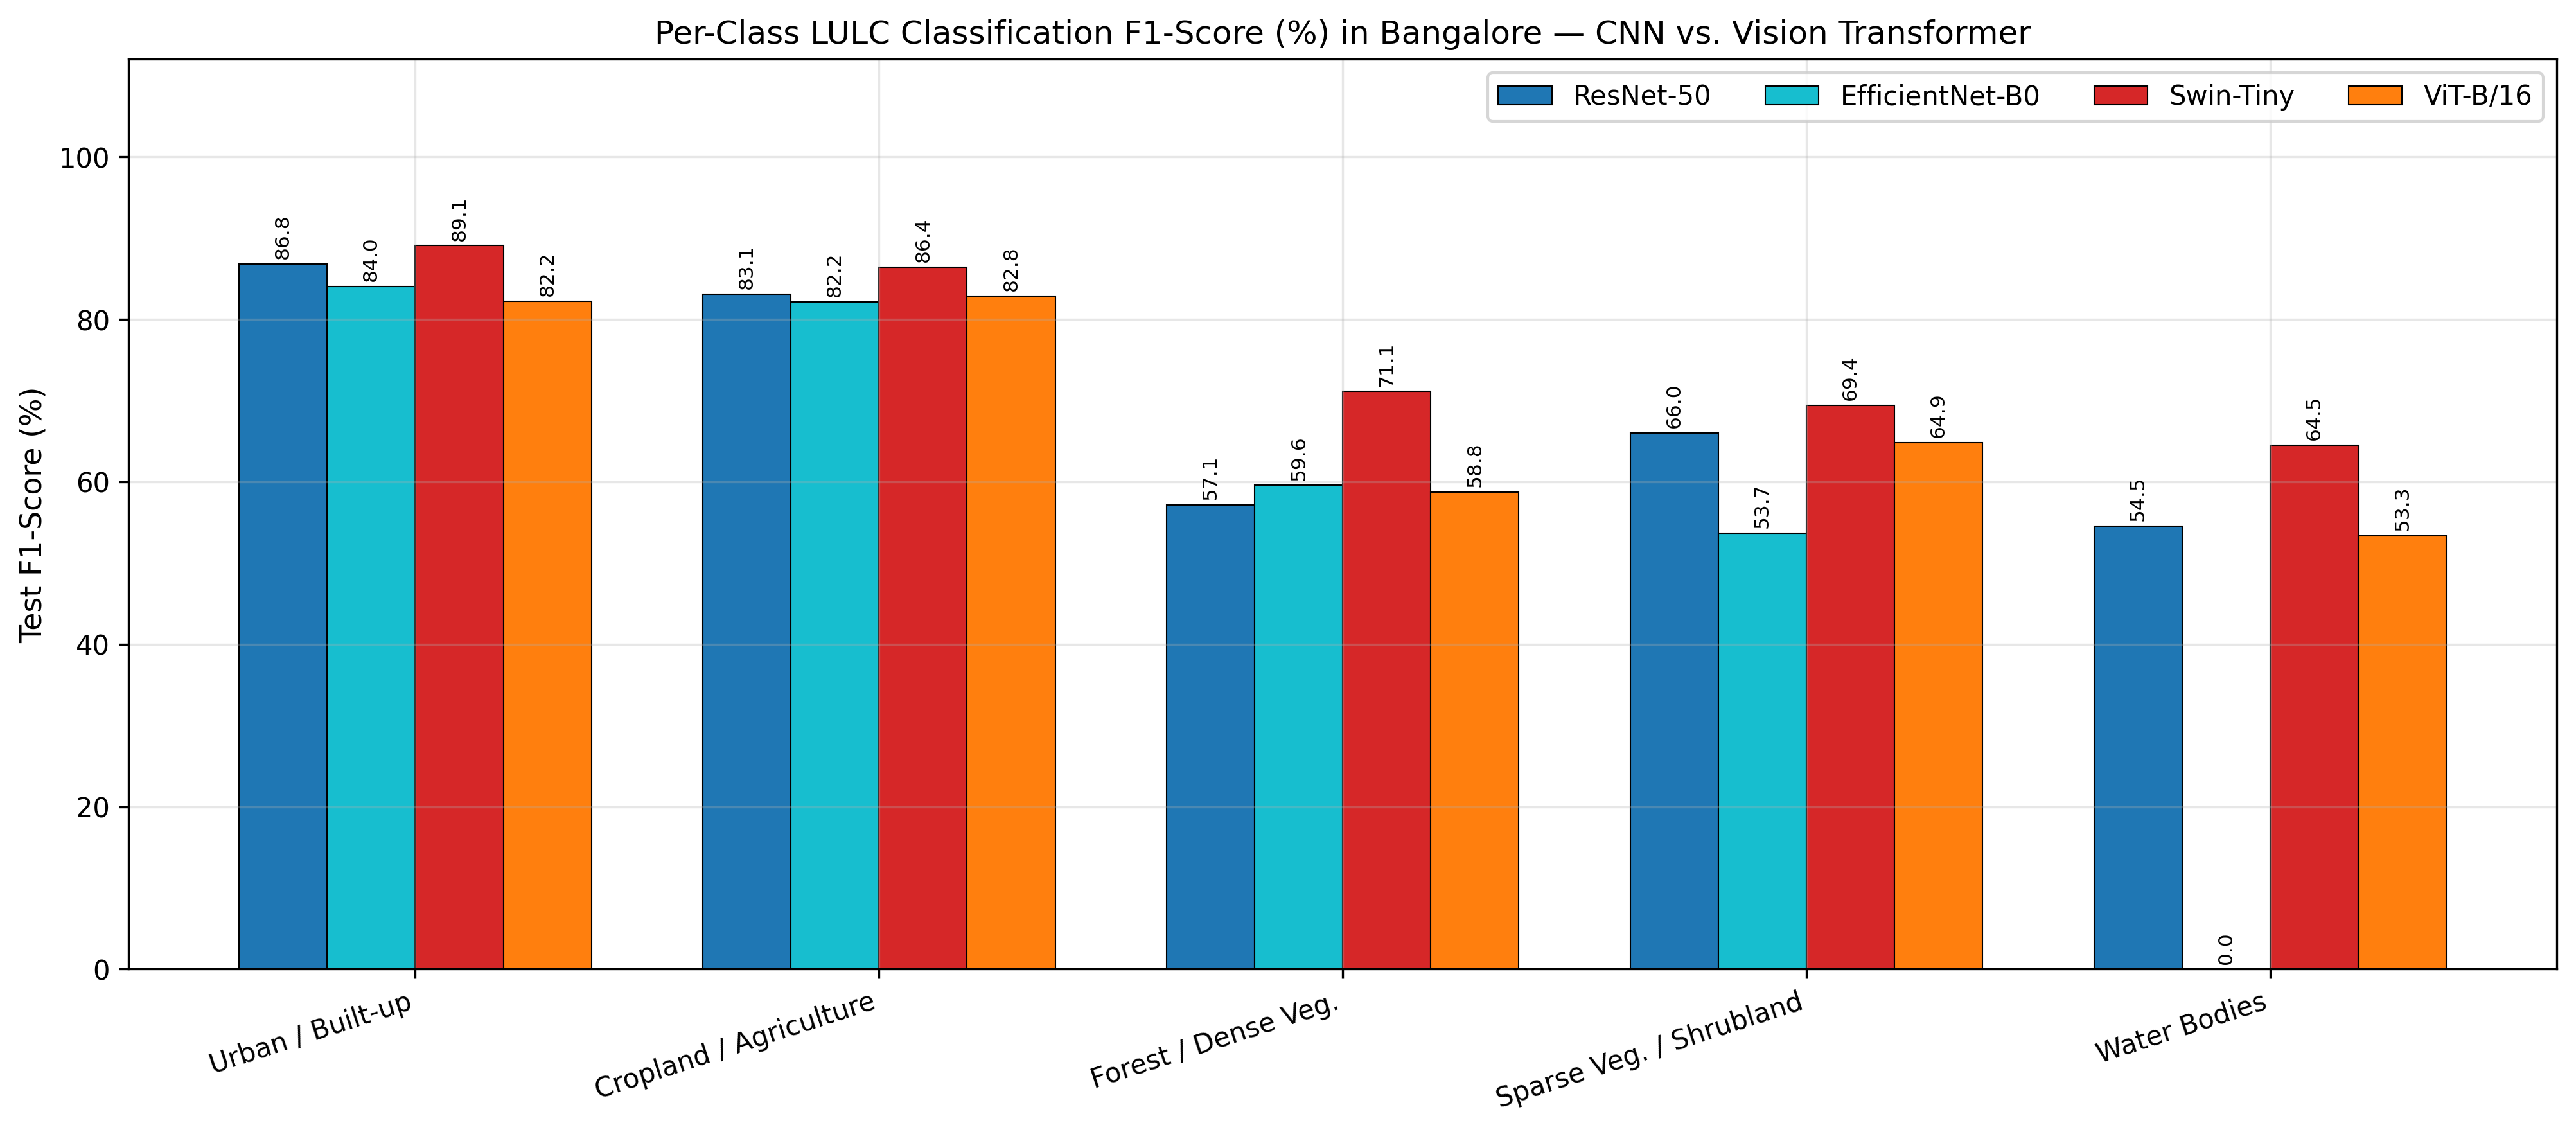 Per-Class LULC Classification F1-Score (%) in Bangalore — CNN vs. Vision Transformer
ResNet-50 EfficientNet-B0 Swin-Tiny ViT-B/16
Test F1-Score (%)
100
80
60
40
20
0
86.8 84.0 89.1 82.2
83.1 82.2 86.4 82.8
57.1 59.6 71.1 58.8
66.0 53.7 69.4 64.9
54.5 0.0 64.5 53.3
Urban / Built-up
Cropland / Agriculture
Forest / Dense Veg.
Sparse Veg. / Shrubland
Water Bodies